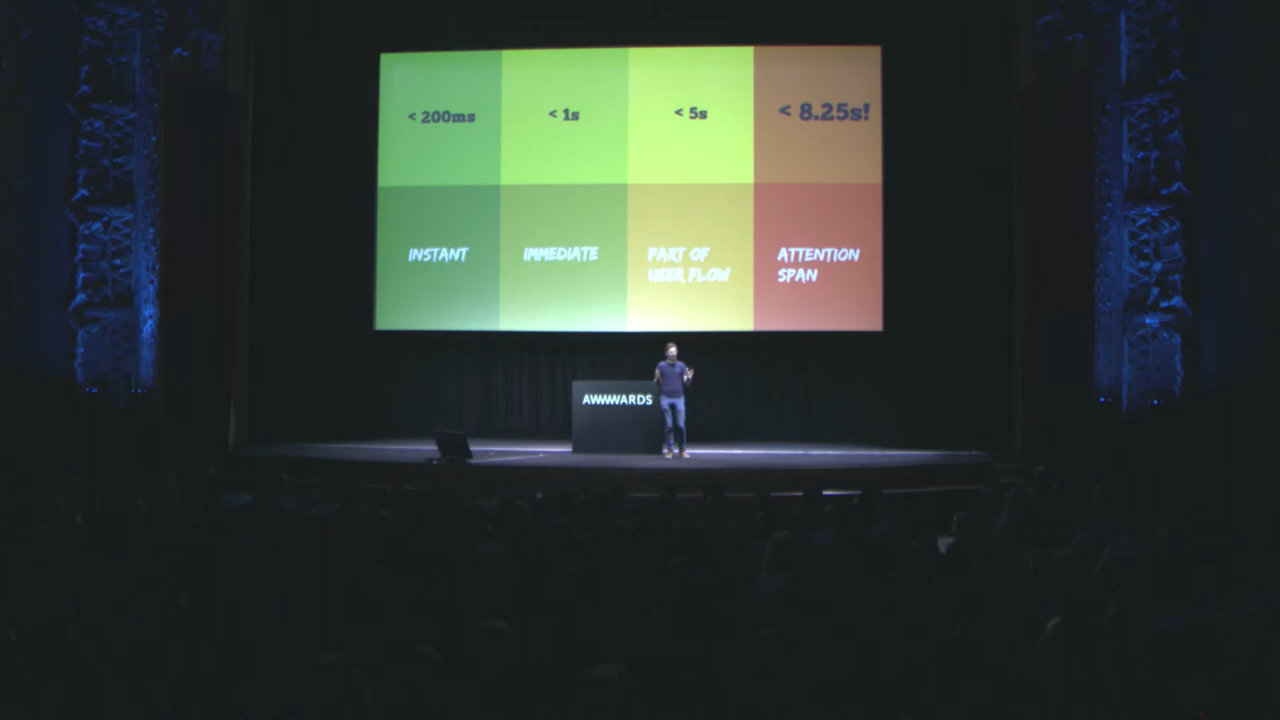 < 200ms
< 1s
< 5s
< 8.25s!
INSTANT
IMMEDIATE
PART OF
USER FLOW
ATTENTION
SPAN
AWWWARDS